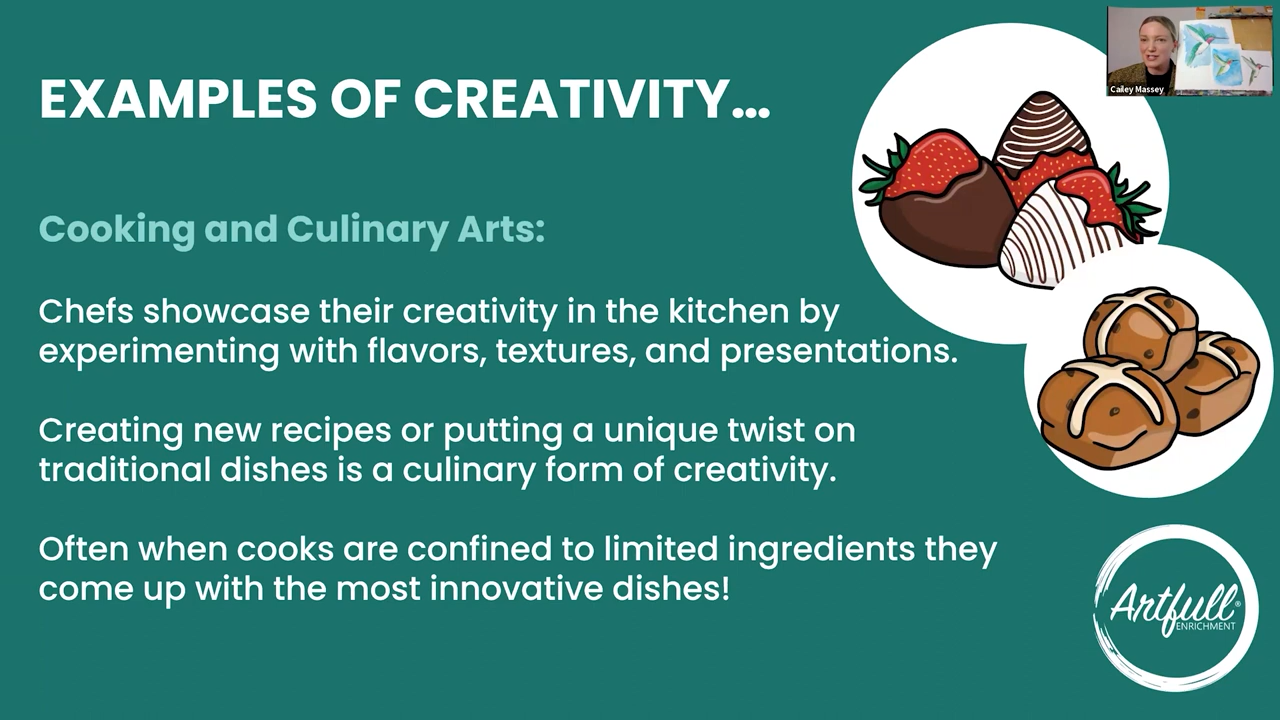 EXAMPLES OF CREATIVITY...
Cailey Massey
Cooking and Culinary Arts:
Chefs showcase their creativity in the kitchen by
experimenting with flavors, textures, and presentations.
Creating new recipes or putting a unique twist on
traditional dishes is a culinary form of creativity.
Often when cooks are confined to limited ingredients they
come up with the most innovative dishes!
Artfull®
ENRICHMENT